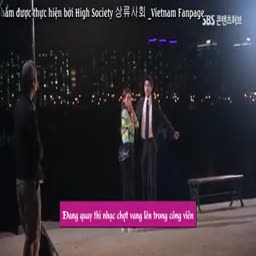 hẩm được thực hiện bởi High Society 상류사회 _Vietnam Fanpage
SBS 콘텐츠허브
Đang quay thì nhạc chợt vang lên trong công viên